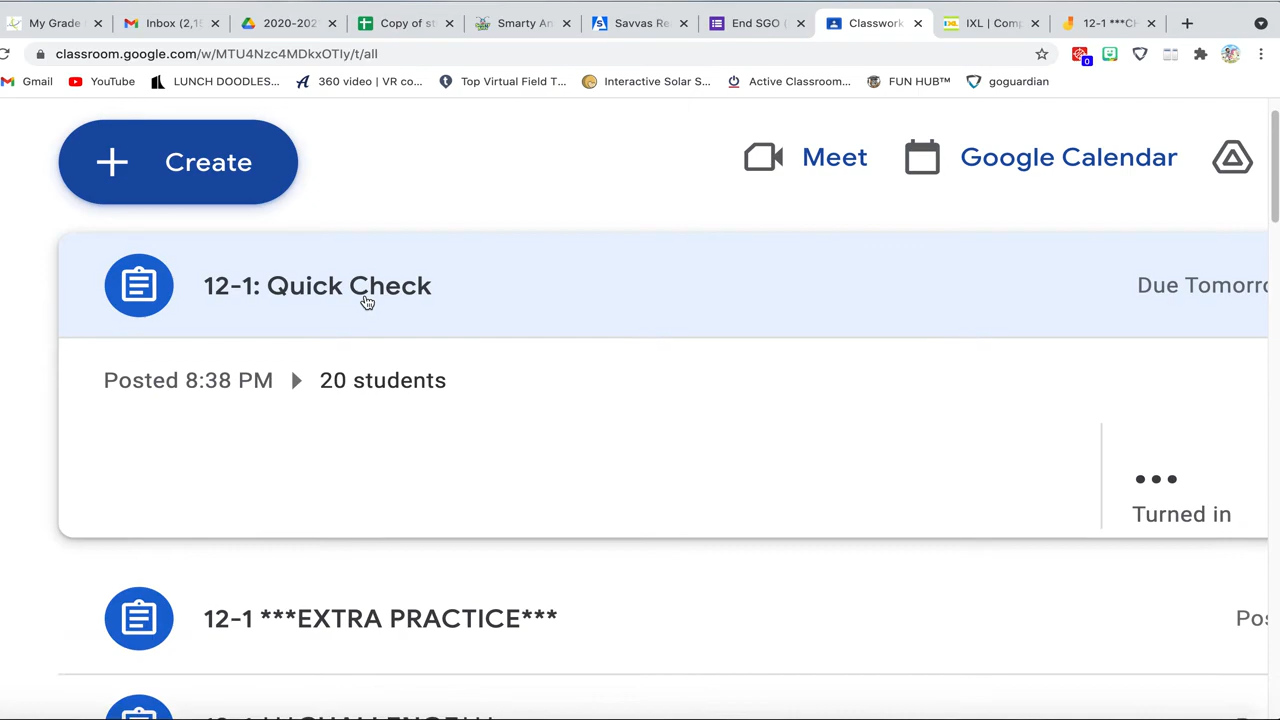 My Grade
Inbox (2,1
2020-202
Copy of st
Smarty An
Savvas Re
End SGO (
Classwork
IXL | Comp
12-1 ***C
classroom.google.com/w/MTU4Nzc4MDkxOTIy/t/all
0
Gmail
YouTube
LUNCH DOODLES...
360 video | VR co...
Top Virtual Field T...
Interactive Solar S...
Active Classroom...
FUN HUB™
goguardian
Create
Meet
Google Calendar
12-1: Quick Check
Due Tomorro
Posted 8:38 PM
20 students
Turned in
12-1 ***EXTRA PRACTICE***
Pos